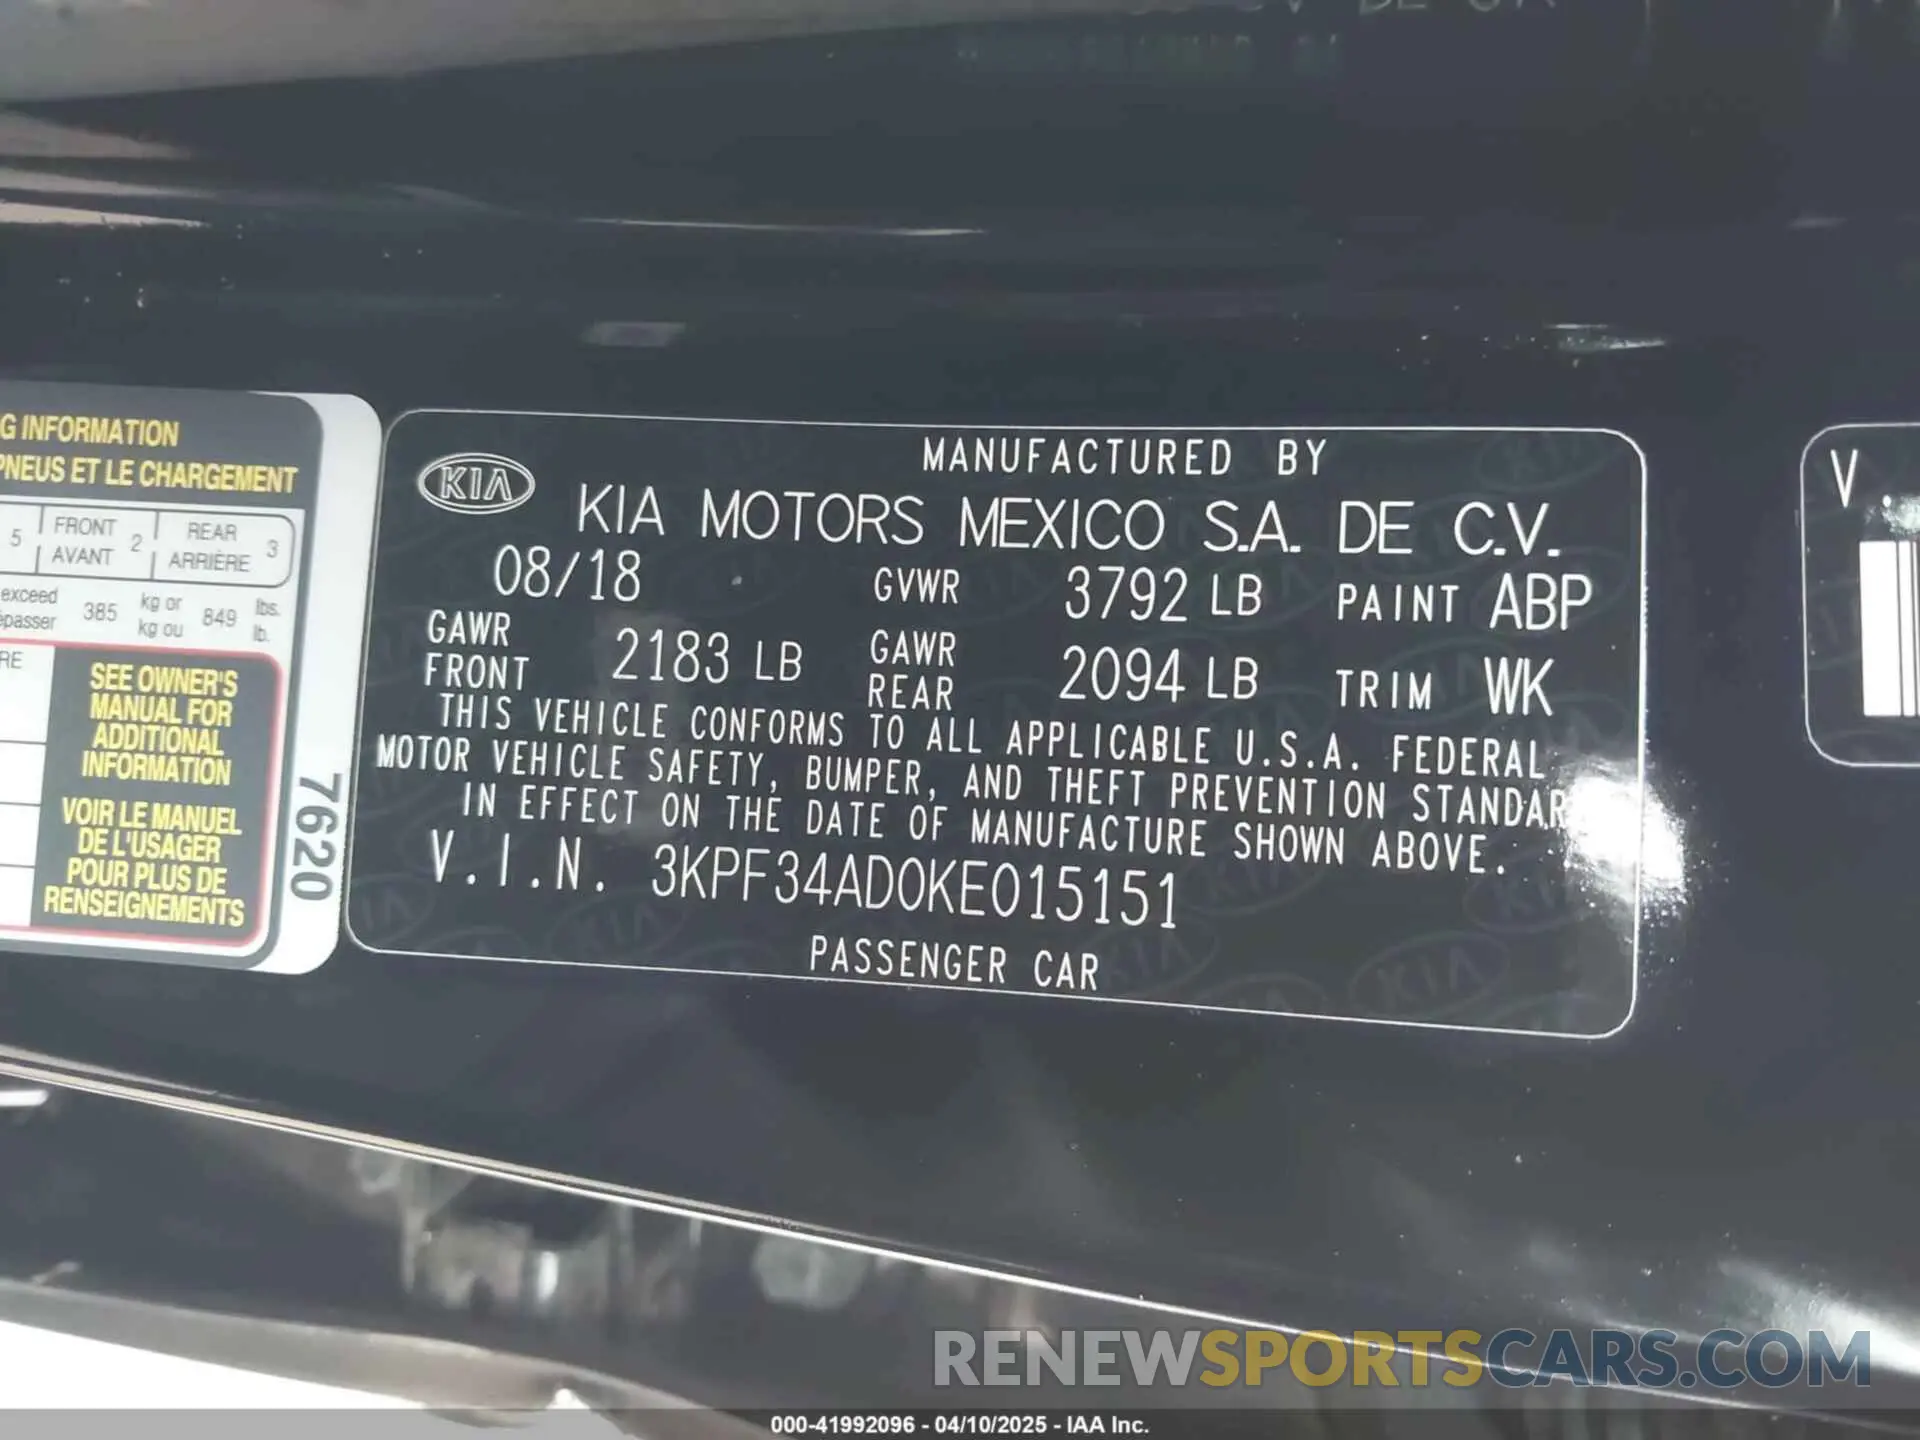 G INFORMATION
PNEUS ET LE CHARGEMENT
5 FRONT 2 REAR 3
AVANT ARRIÈRE
exceed 385 kg or 849 lbs.
épasser kg ou lb.
RE
SEE OWNER'S
MANUAL FOR
ADDITIONAL
INFORMATION
VOIR LE MANUEL
DE L'USAGER
POUR PLUS DE
RENSEIGNEMENTS
7620
MANUFACTURED BY
KIA KIA MOTORS MEXICO S.A. DE C.V.
08/18 GVWR 3792 LB PAINT ABP
GAWR FRONT 2183 LB GAWR REAR 2094 LB TRIM WK
THIS VEHICLE CONFORMS TO ALL APPLICABLE U.S.A. FEDERAL
MOTOR VEHICLE SAFETY, BUMPER, AND THEFT PREVENTION STANDAR
IN EFFECT ON THE DATE OF MANUFACTURE SHOWN ABOVE.
V.I.N. 3KPF34AD0KE015151
PASSENGER CAR
V.
RENEWSPORTSCARS.COM
000-41992096 - 04/10/2025 - IAA Inc.